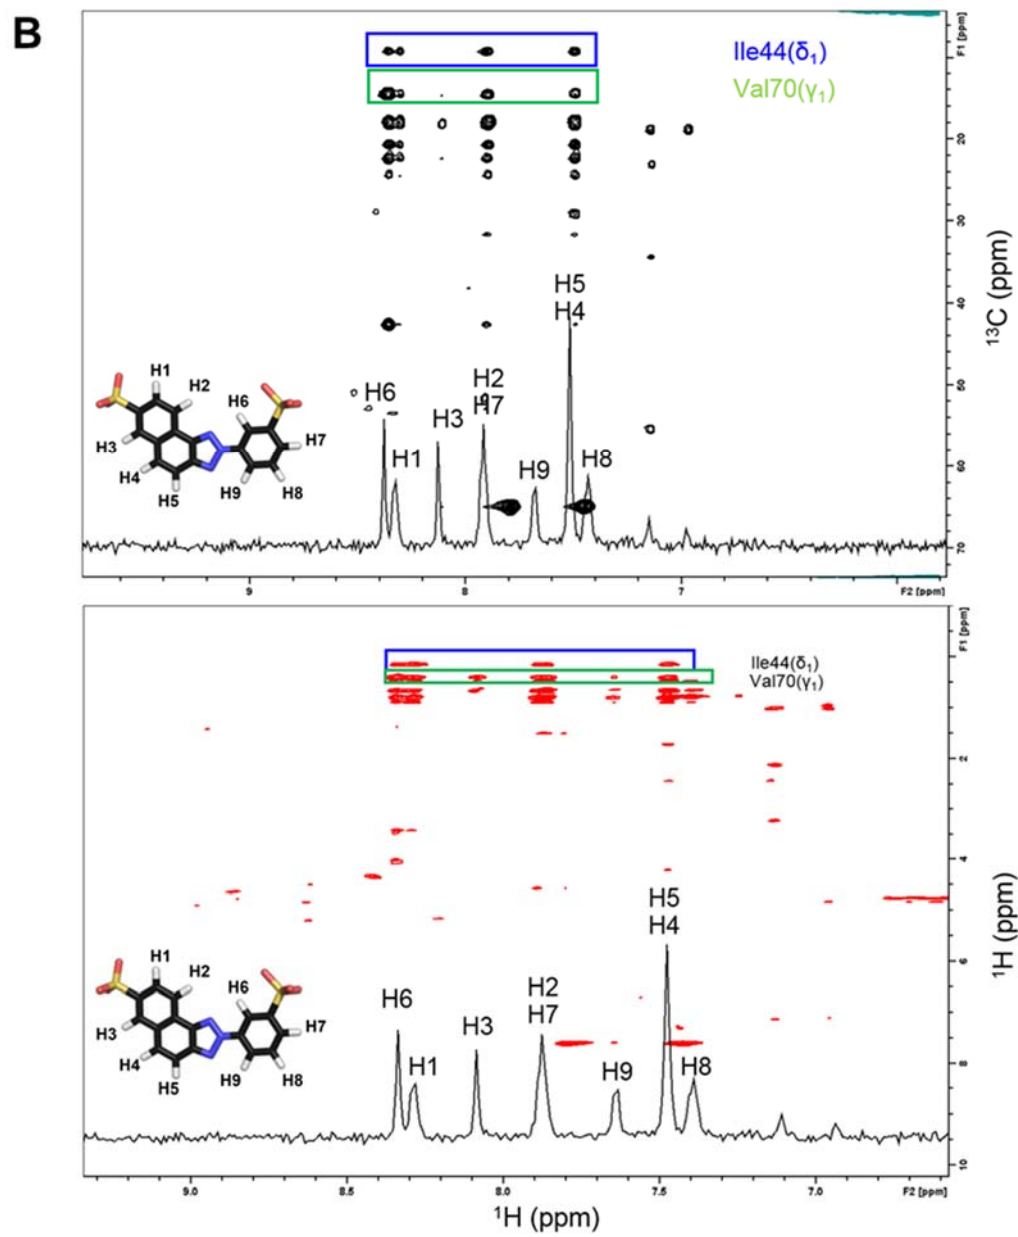 B
F1 [ppm]
Ile44(δ₁)
Val70(γ₁)
20
30
40
50
60
70
¹³C (ppm)
H5
H4
H6
H2
H7
H3
H1
H9
H8
H1
H2
H6
H3
H7
H4
H5
H9
H8
9
8
7
F2 [ppm]
F1 [ppm]
Ile44(δ₁)
Val70(γ₁)
2
4
6
8
10
¹H (ppm)
H5
H4
H6
H2
H7
H3
H1
H9
H8
H1
H2
H6
H3
H7
H4
H5
H9
H8
9.0
8.5
8.0
7.5
7.0
F2 [ppm]
¹H (ppm)